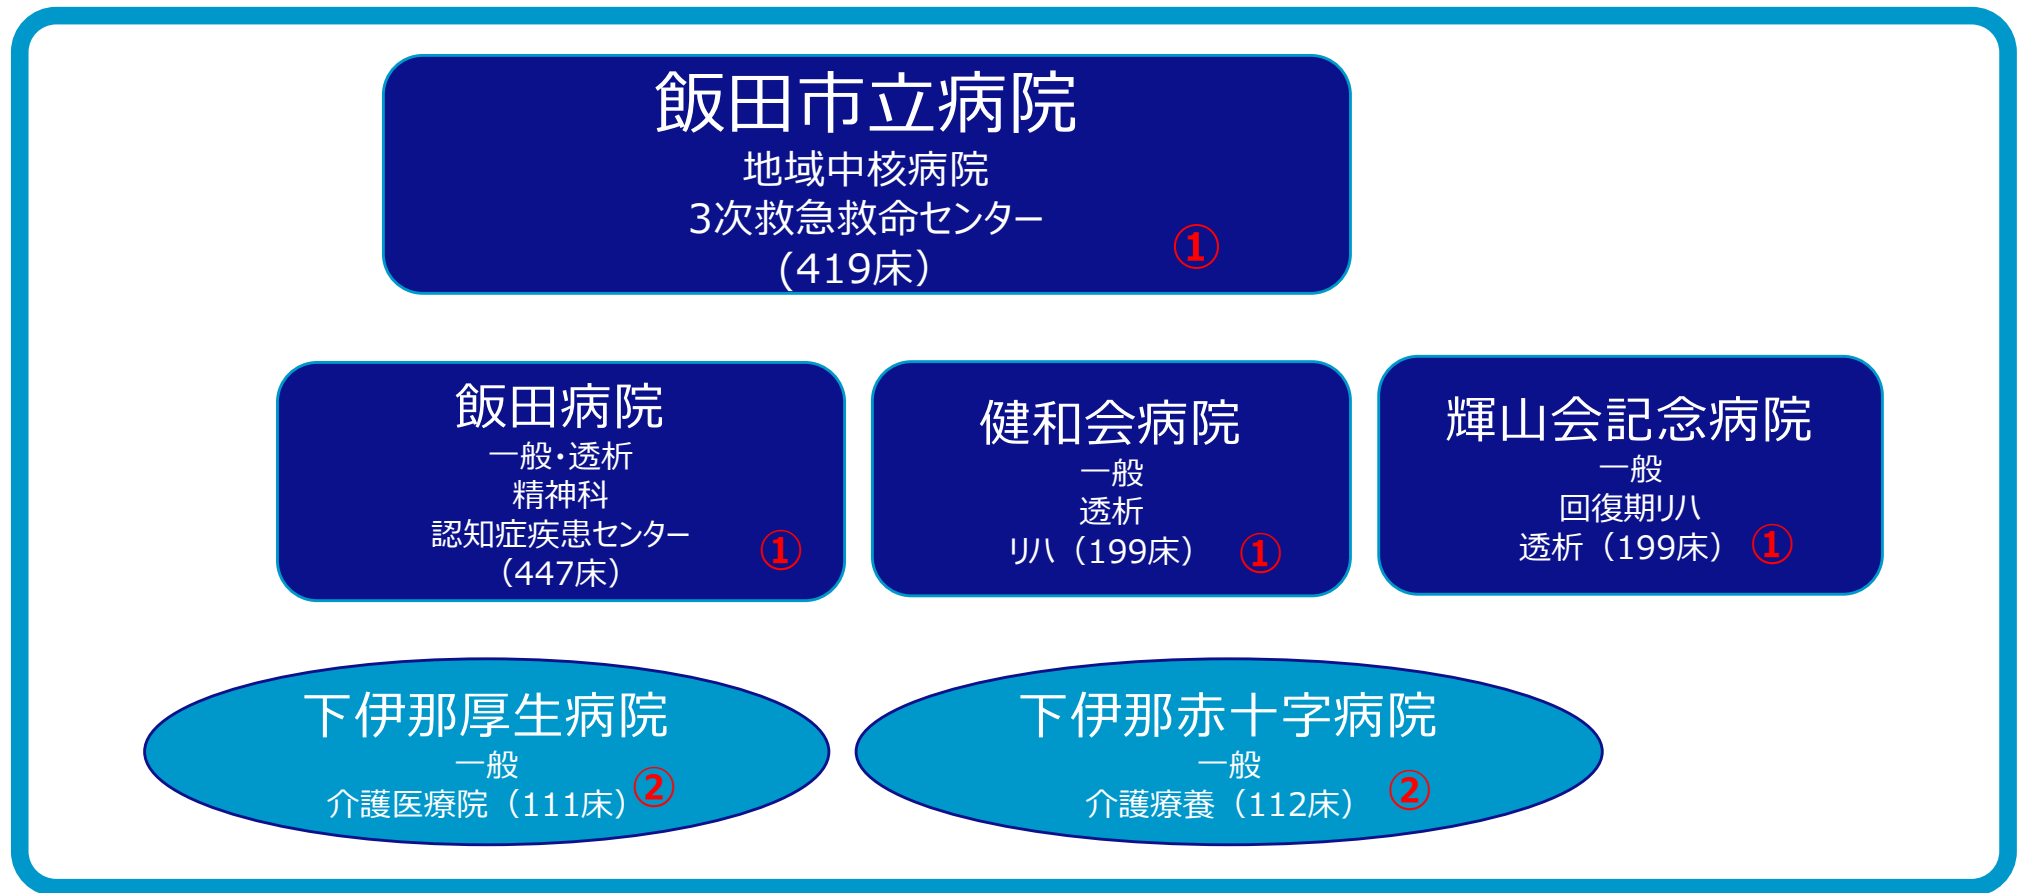 飯田市立病院
地域中核病院
3次救急救命センター
(419床）
①
飯田病院
一般・透析
精神科
認知症疾患センター
（447床）
①
健和会病院
一般
透析
リハ（199床）
①
輝山会記念病院
一般
回復期リハ
透析（199床）
①
下伊那厚生病院
一般
介護医療院（111床）
②
下伊那赤十字病院
一般
介護療養（112床）
②